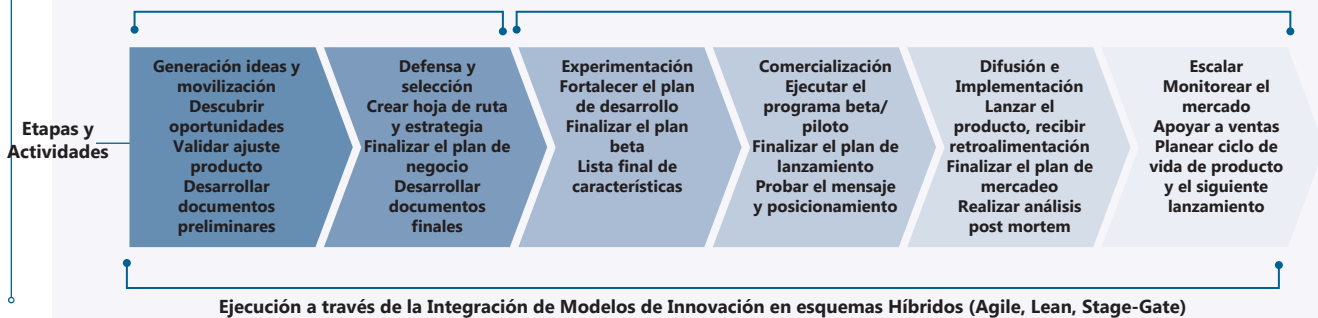 Etapas y
Actividades
Generación ideas y
movilización
Descubrir
oportunidades
Validar ajuste
producto
Desarrollar
documentos
preliminares
Defensa y
selección
Crear hoja de ruta
y estrategia
Finalizar el plan de
negocio
Desarrollar
documentos
finales
Experimentación
Fortalecer el plan
de desarrollo
Finalizar el plan
beta
Lista final de
características
Comercialización
Ejecutar el
programa beta/
piloto
Finalizar el plan de
lanzamiento
Probar el mensaje
y posicionamiento
Difusión e
Implementación
Lanzar el
producto, recibir
retroalimentación
Finalizar el plan de
mercadeo
Realizar análisis
post mortem
Escalar
Monitorear el
mercado
Apoyar a ventas
Planear ciclo de
vida de producto
y el siguiente
lanzamiento
Ejecución a través de la Integración de Modelos de Innovación en esquemas Híbridos (Agile, Lean, Stage-Gate)